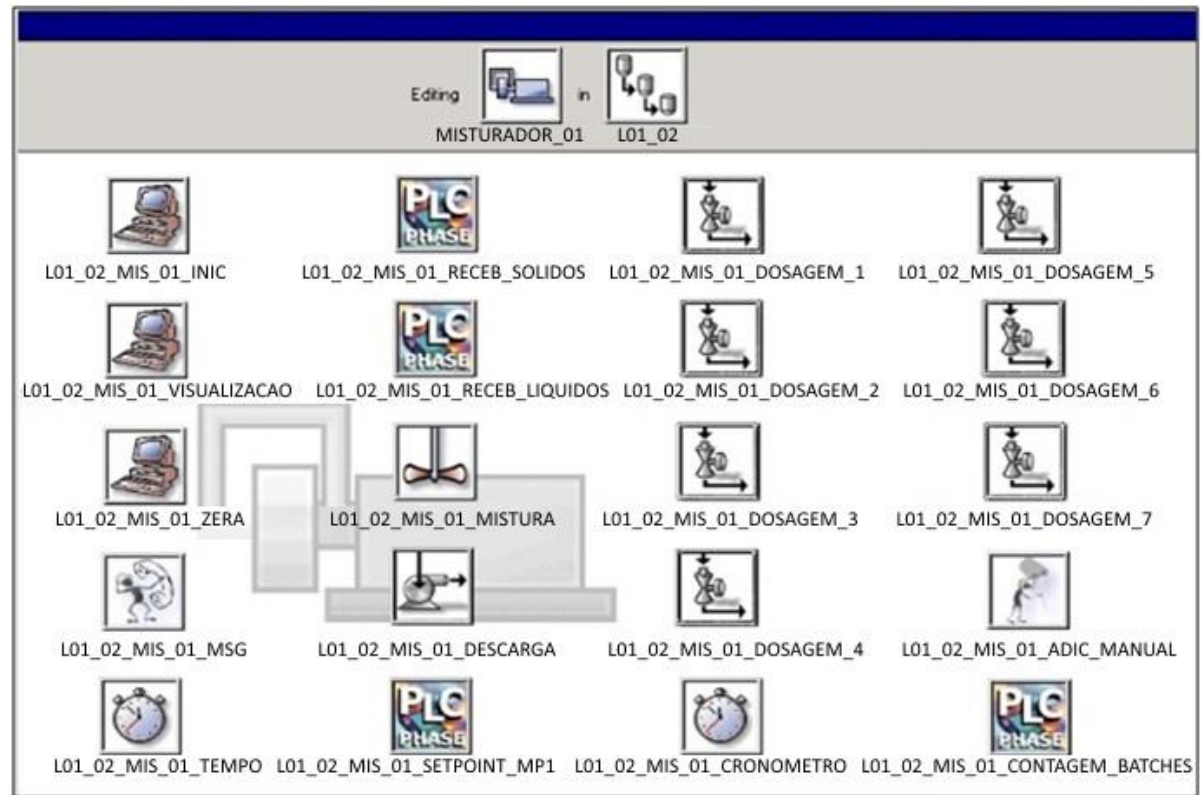 Editing
in
MISTURADOR_01
L01_02
L01_02_MIS_01_INIC
PLC PHASE
L01_02_MIS_01_RECEB_SOLIDOS
L01_02_MIS_01_DOSAGEM_1
L01_02_MIS_01_DOSAGEM_5
L01_02_MIS_01_VISUALIZACAO
PLC PHASE
L01_02_MIS_01_RECEB_LIQUIDOS
L01_02_MIS_01_DOSAGEM_2
L01_02_MIS_01_DOSAGEM_6
L01_02_MIS_01_ZERA
L01_02_MIS_01_MISTURA
L01_02_MIS_01_DOSAGEM_3
L01_02_MIS_01_DOSAGEM_7
L01_02_MIS_01_MSG
L01_02_MIS_01_DESCARGA
L01_02_MIS_01_DOSAGEM_4
L01_02_MIS_01_ADIC_MANUAL
L01_02_MIS_01_TEMPO
PLC PHASE
L01_02_MIS_01_SETPOINT_MP1
L01_02_MIS_01_CRONOMETRO
PLC PHASE
L01_02_MIS_01_CONTAGEM_BATCHES